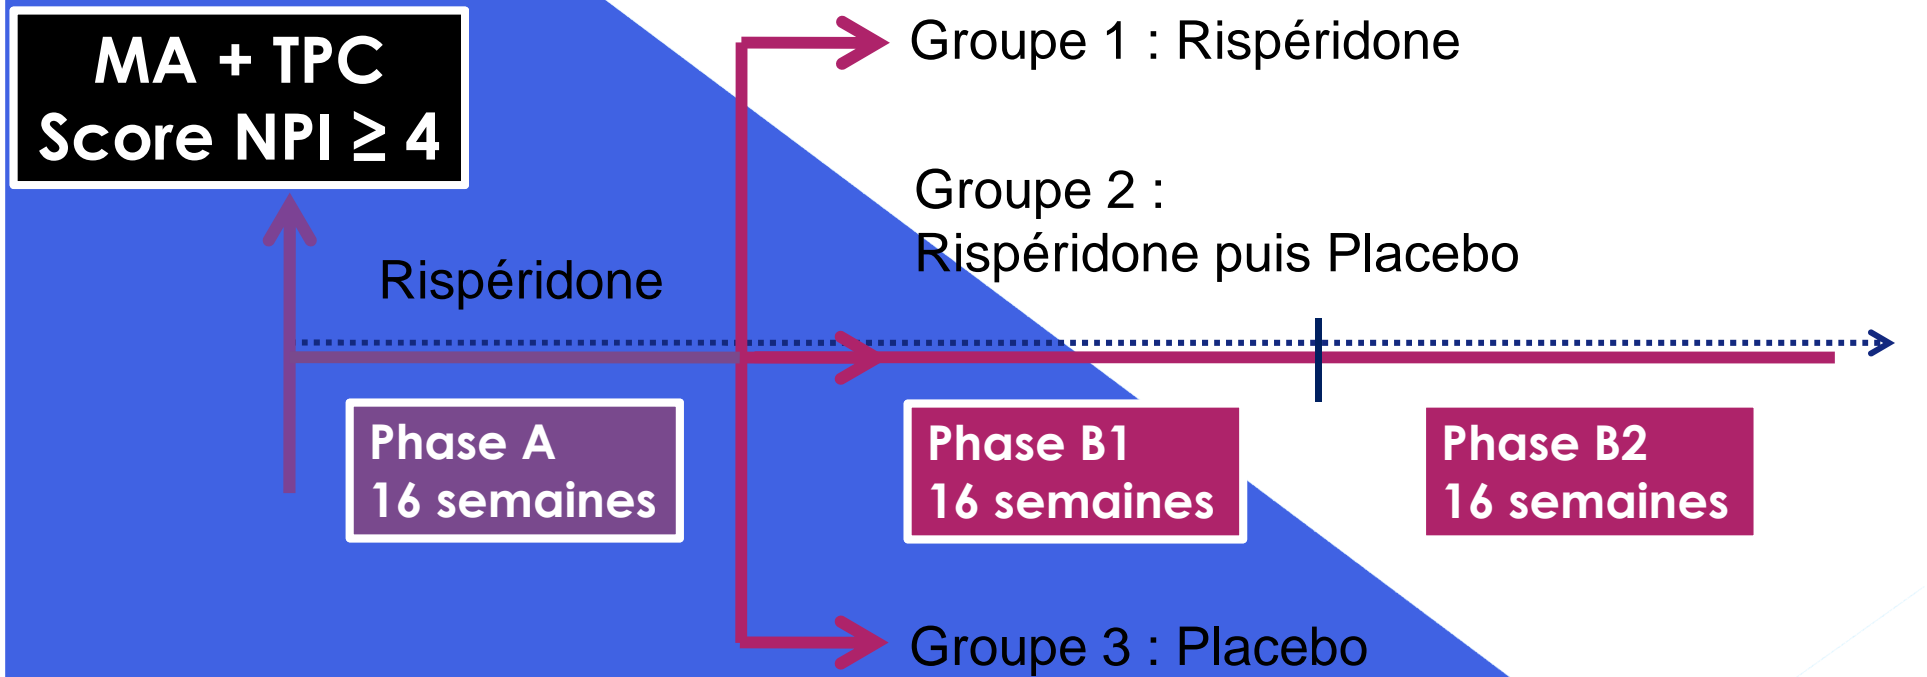 MA + TPC
Score NPI ≥ 4
Groupe 1 : Rispéridone
Groupe 2 :
Rispéridone puis Placebo
Rispéridone
Phase A
16 semaines
Phase B1
16 semaines
Phase B2
16 semaines
Groupe 3 : Placebo